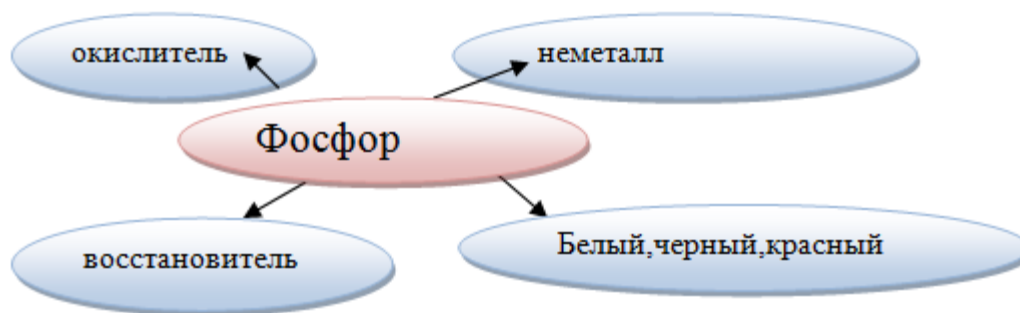 окислитель
неметалл
Фосфор
восстановитель
Белый,черный,красный